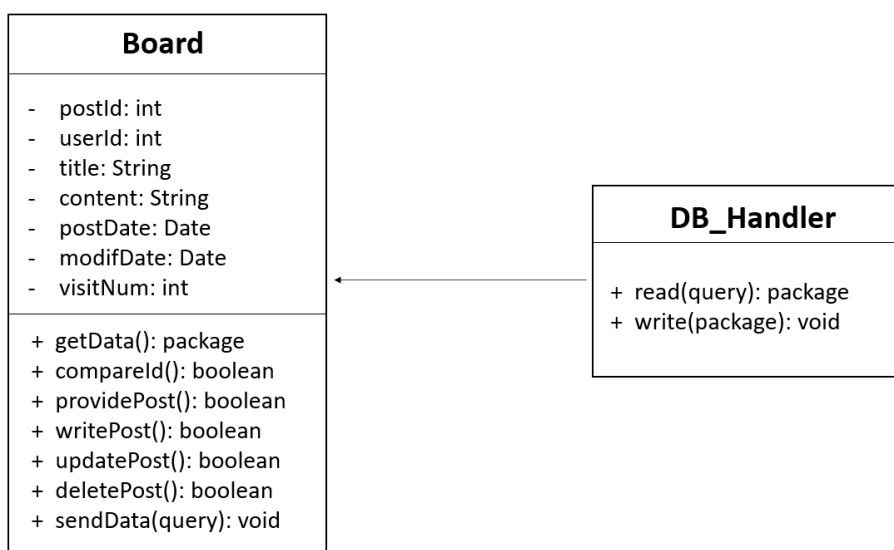 Board
- postId: int
- userId: int
- title: String
- content: String
- postDate: Date
- modifDate: Date
- visitNum: int
+ getData(): package
+ compareId(): boolean
+ providePost(): boolean
+ writePost(): boolean
+ updatePost(): boolean
+ deletePost(): boolean
+ sendData(query): void
DB_Handler
+ read(query): package
+ write(package): void